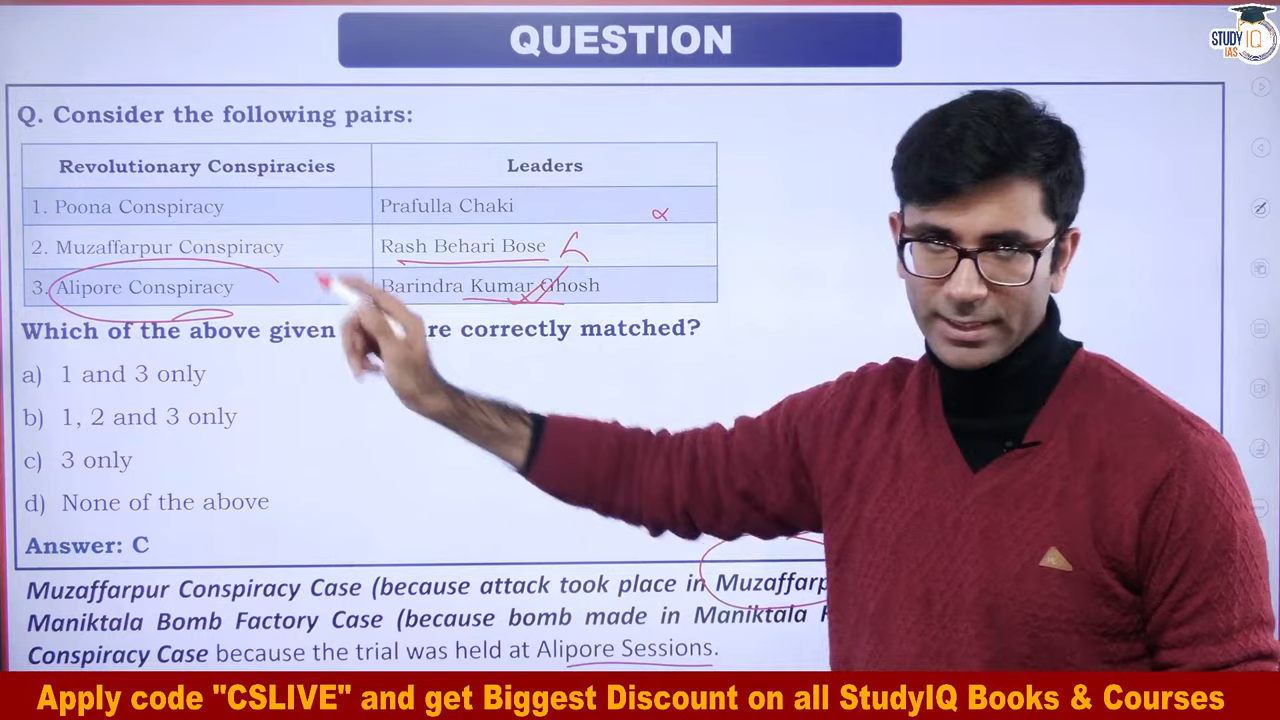 QUESTION
STUDY IQ
IAS
Q. Consider the following pairs:
Revolutionary Conspiracies Leaders
1. Poona Conspiracy Prafulla Chaki
2. Muzaffarpur Conspiracy Rash Behari Bose
3. Alipore Conspiracy Barindra Kumar Ghosh
Which of the above given are correctly matched?
a) 1 and 3 only
b) 1, 2 and 3 only
c) 3 only
d) None of the above
Answer: C
Muzaffarpur Conspiracy Case (because attack took place in Muzaffarp
Maniktala Bomb Factory Case (because bomb made in Maniktala
Conspiracy Case because the trial was held at Alipore Sessions.
Apply code "CSLIVE" and get Biggest Discount on all StudyIQ Books & Courses